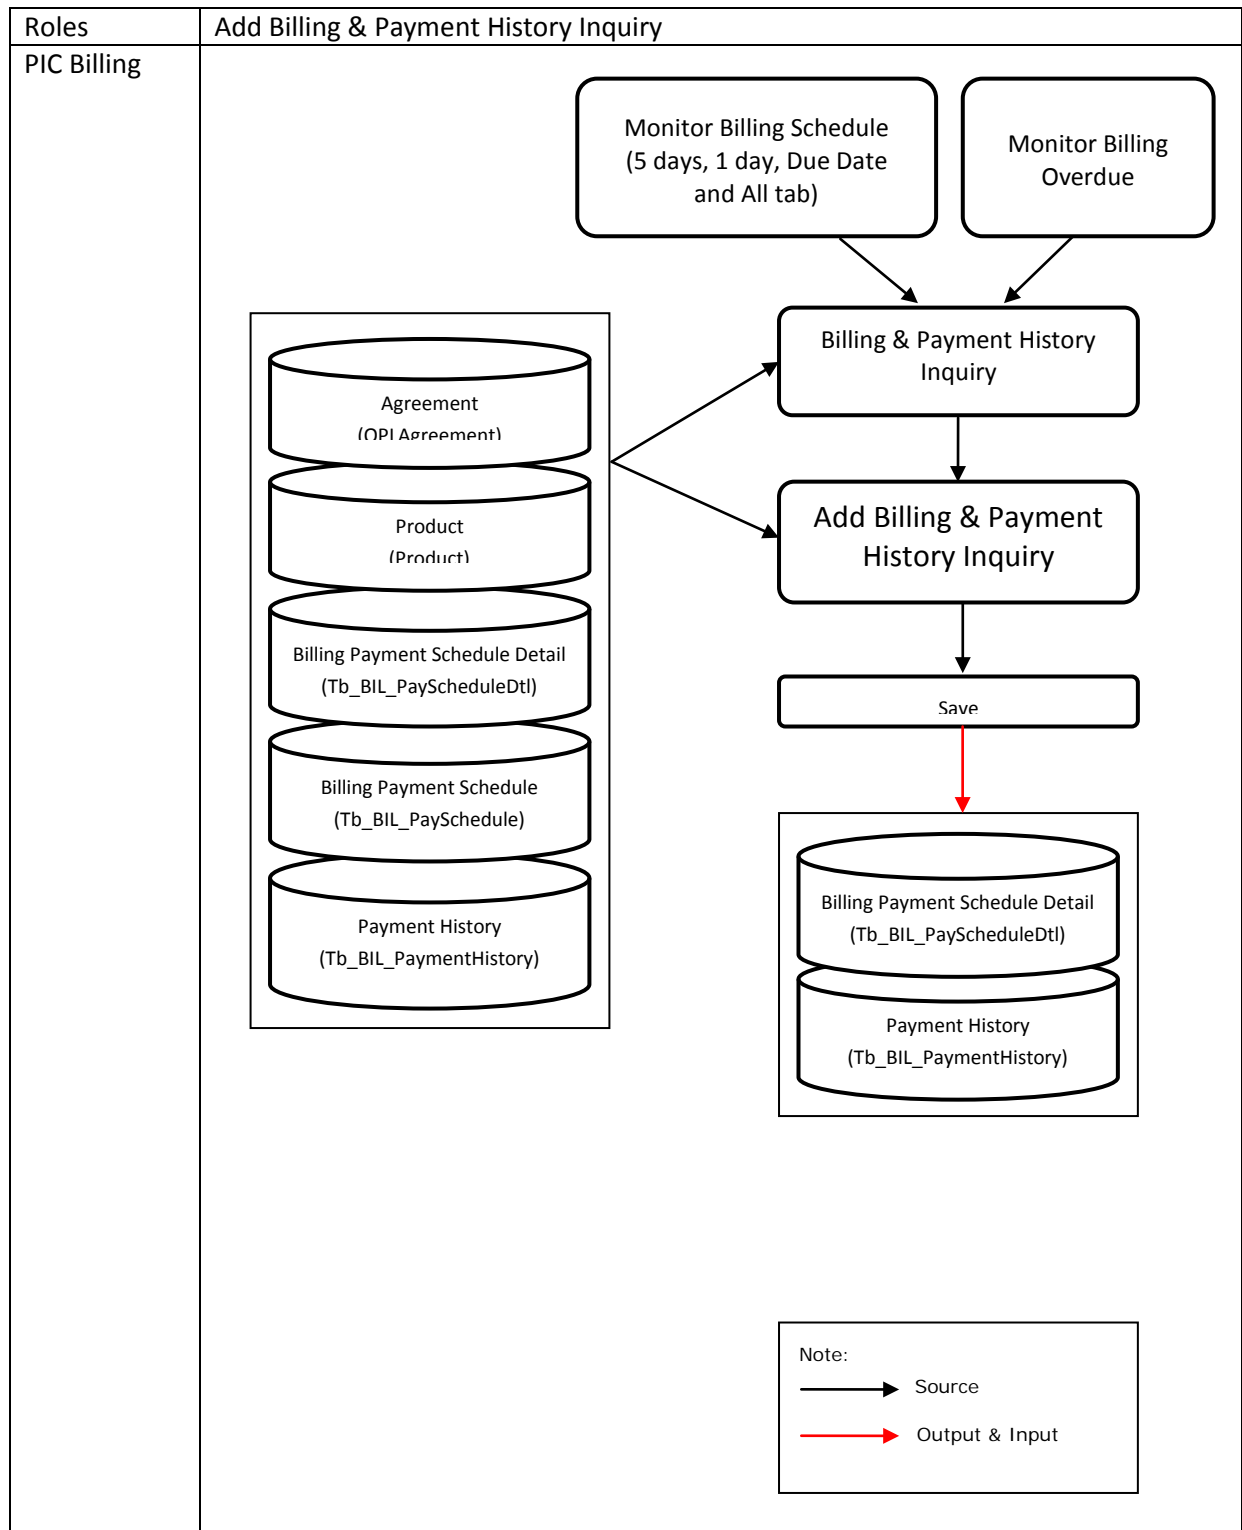 Roles
Add Billing & Payment History Inquiry
PIC Billing
Monitor Billing Schedule
(5 days, 1 day, Due Date
and All tab)
Monitor Billing
Overdue
Billing & Payment History
Inquiry
Agreement
(OPLAgreement)
Product
(Product)
Add Billing & Payment
History Inquiry
Billing Payment Schedule Detail
(Tb_BIL_PayScheduleDtl)
Save
Billing Payment Schedule
(Tb_BIL_PaySchedule)
Payment History
(Tb_BIL_PaymentHistory)
Billing Payment Schedule Detail
(Tb_BIL_PayScheduleDtl)
Payment History
(Tb_BIL_PaymentHistory)
Note:
Source
Output & Input